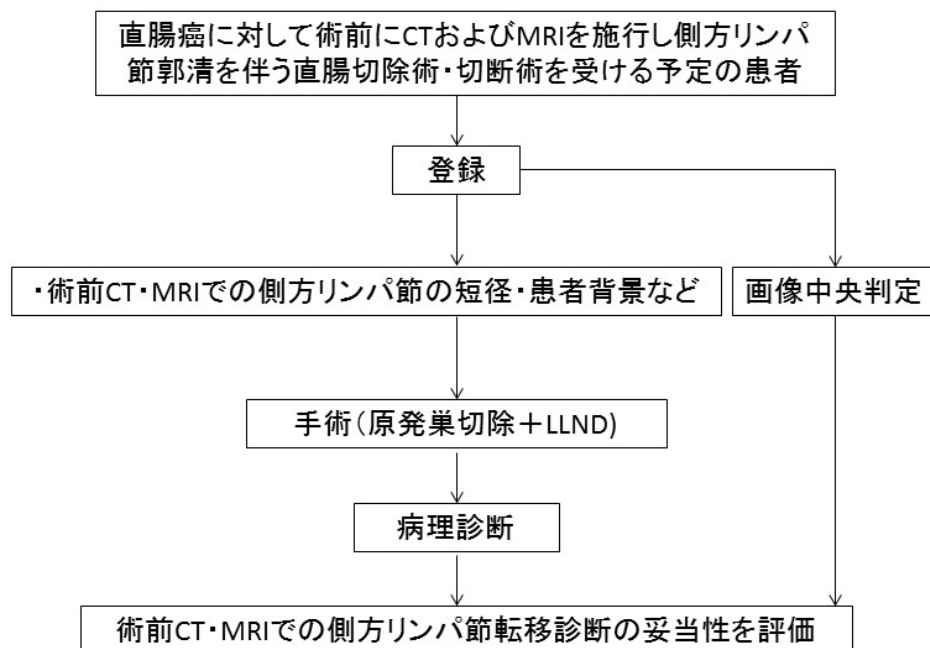 直腸癌に対して術前にCTおよびMRIを施行し側方リンパ
節郭清を伴う直腸切除術・切断術を受ける予定の患者
登録
・術前CT・MRIでの側方リンパ節の短径・患者背景など
画像中央判定
手術(原発巣切除＋LLND)
病理診断
術前CT・MRIでの側方リンパ節転移診断の妥当性を評価